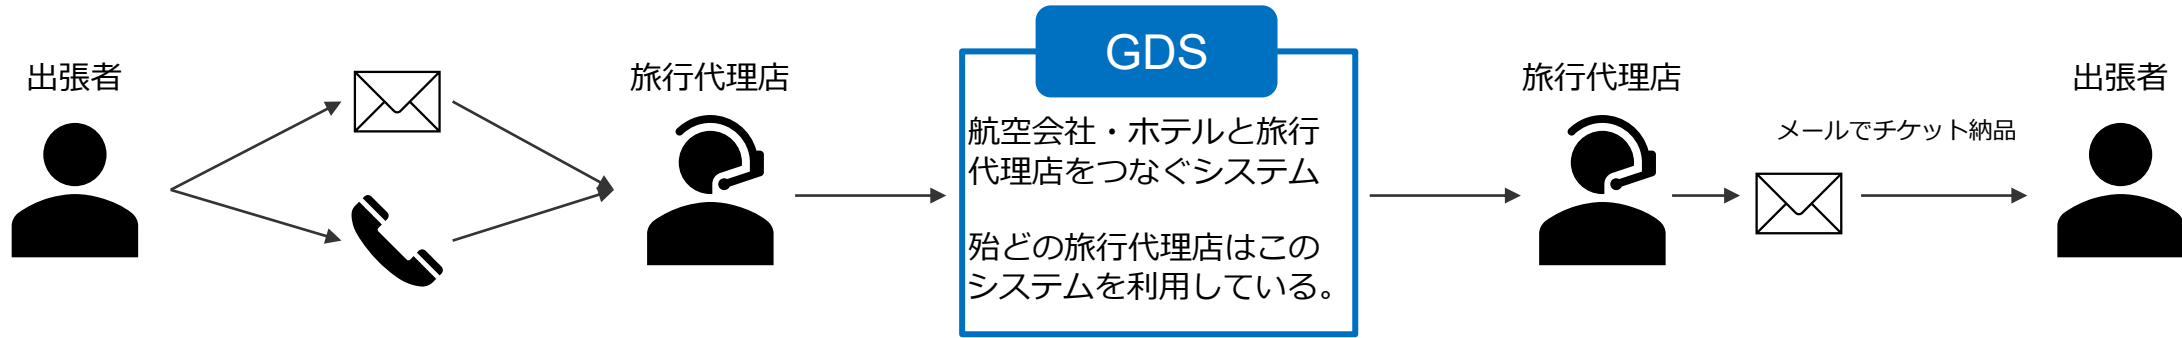 出張者
旅行代理店
GDS
航空会社・ホテルと旅行
代理店をつなぐシステム
殆どの旅行代理店はこの
システムを利用している。
旅行代理店
メールでチケット納品
出張者